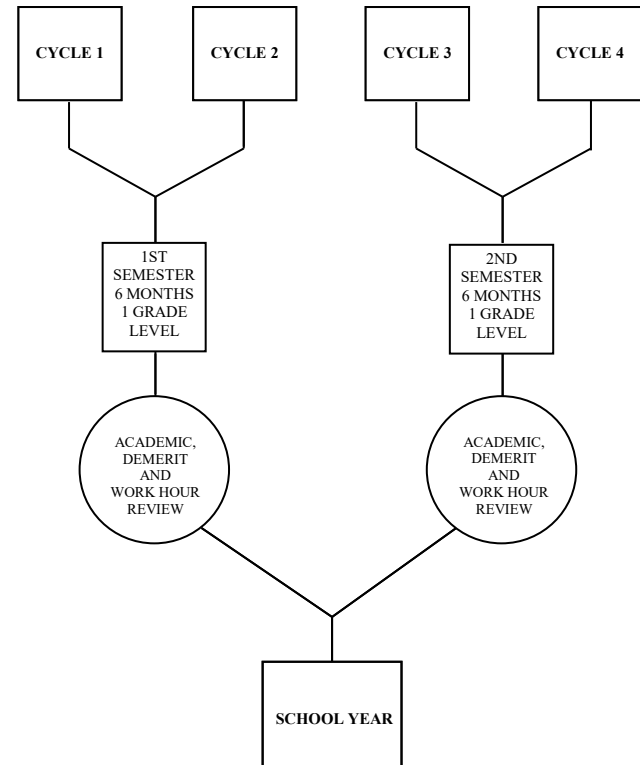 CYCLE 1
CYCLE 2
CYCLE 3
CYCLE 4
1ST
SEMESTER
6 MONTHS
1 GRADE
LEVEL
2ND
SEMESTER
6 MONTHS
1 GRADE
LEVEL
ACADEMIC,
DEMERIT
AND
WORK HOUR
REVIEW
ACADEMIC,
DEMERIT
AND
WORK HOUR
REVIEW
SCHOOL YEAR